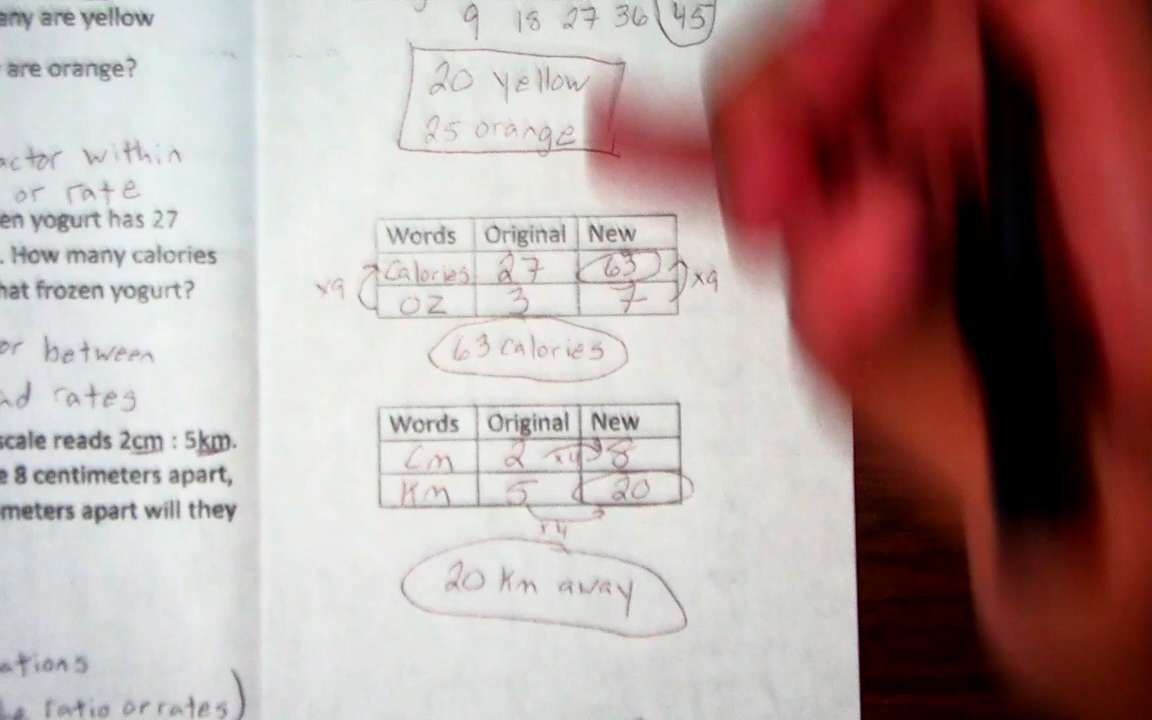 any are yellow
are orange?
actor within
or rate
en yogurt has 27
. How many calories
hat frozen yogurt?
or between
nd rates
scale reads 2cm : 5km.
e 8 centimeters apart,
meters apart will they
ations
he ratio or rates)
9 18 27 36 45
20 yellow
25 orange
Words Original New
x9 Calories 27 63 x9
oz 3 7
63 calories
Words Original New
cm 2 x4 8
Km 5 20
x4
20 Km away